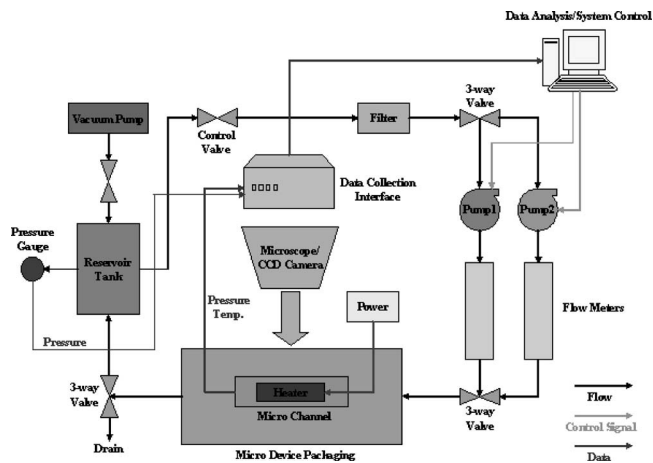 Data Analysis/System Control
3-way
Valve
Vacuum Pump
Control
Valve
Filter
Data Collection
Interface
Pump1
Pump2
Pressure
Gauge
Reservoir
Tank
Microscope/
CCD Camera
Pressure
Temp.
Power
Flow Meters
Pressure
3-way
Valve
Heater
Micro Channel
3-way
Valve
Flow
Control Signal
Drain
Micro Device Packaging
Data